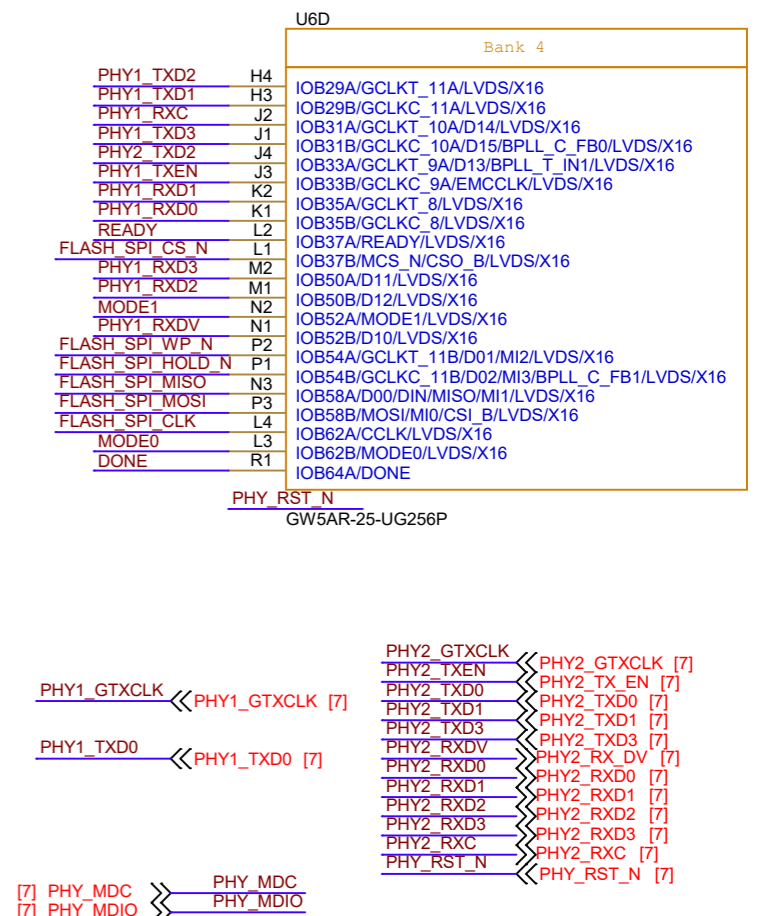 U6D
Bank 4
PHY1_TXD2 H4 IOB29A/GCLKT_11A/LVDS/X16
PHY1_TXD1 H3 IOB29B/GCLKC_11A/LVDS/X16
PHY1_RXC J2 IOB31A/GCLKT_10A/D14/LVDS/X16
PHY1_TXD3 J1 IOB31B/GCLKC_10A/D15/BPLL_C_FB0/LVDS/X16
PHY2_TXD2 J4 IOB33A/GCLKT_9A/D13/BPLL_T_IN1/LVDS/X16
PHY1_TXEN J3 IOB33B/GCLKC_9A/EMCCLK/LVDS/X16
PHY1_RXD1 K2 IOB35A/GCLKT_8/LVDS/X16
PHY1_RXD0 K1 IOB35B/GCLKC_8/LVDS/X16
READY L2 IOB37A/READY/LVDS/X16
FLASH_SPI_CS_N L1 IOB37B/MCS_N/CSO_B/LVDS/X16
PHY1_RXD3 M2 IOB50A/D11/LVDS/X16
PHY1_RXD2 M1 IOB50B/D12/LVDS/X16
MODE1 N2 IOB52A/MODE1/LVDS/X16
PHY1_RXDV N1 IOB52B/D10/LVDS/X16
FLASH_SPI_WP_N P2 IOB54A/GCLKT_11B/D01/MI2/LVDS/X16
FLASH_SPI_HOLD_N P1 IOB54B/GCLKC_11B/D02/MI3/BPLL_C_FB1/LVDS/X16
FLASH_SPI_MISO N3 IOB58A/D00/DIN/MISO/MI1/LVDS/X16
FLASH_SPI_MOSI P3 IOB58B/MOSI/MI0/CSI_B/LVDS/X16
FLASH_SPI_CLK L4 IOB62A/CCLK/LVDS/X16
MODE0 L3 IOB62B/MODE0/LVDS/X16
DONE R1 IOB64A/DONE
PHY_RST_N
GW5AR-25-UG256P
PHY1_GTXCLK PHY1_GTXCLK [7]
PHY1_TXD0 PHY1_TXD0 [7]
[7] PHY_MDC PHY_MDC
[7] PHY_MDIO PHY_MDIO
PHY2_GTXCLK PHY2_GTXCLK [7]
PHY2_TXEN PHY2_TX_EN [7]
PHY2_TXD0 PHY2_TXD0 [7]
PHY2_TXD1 PHY2_TXD1 [7]
PHY2_TXD3 PHY2_TXD3 [7]
PHY2_RXDV PHY2_RX_DV [7]
PHY2_RXD0 PHY2_RXD0 [7]
PHY2_RXD1 PHY2_RXD1 [7]
PHY2_RXD2 PHY2_RXD2 [7]
PHY2_RXD3 PHY2_RXD3 [7]
PHY2_RXC PHY2_RXC [7]
PHY_RST_N PHY_RST_N [7]